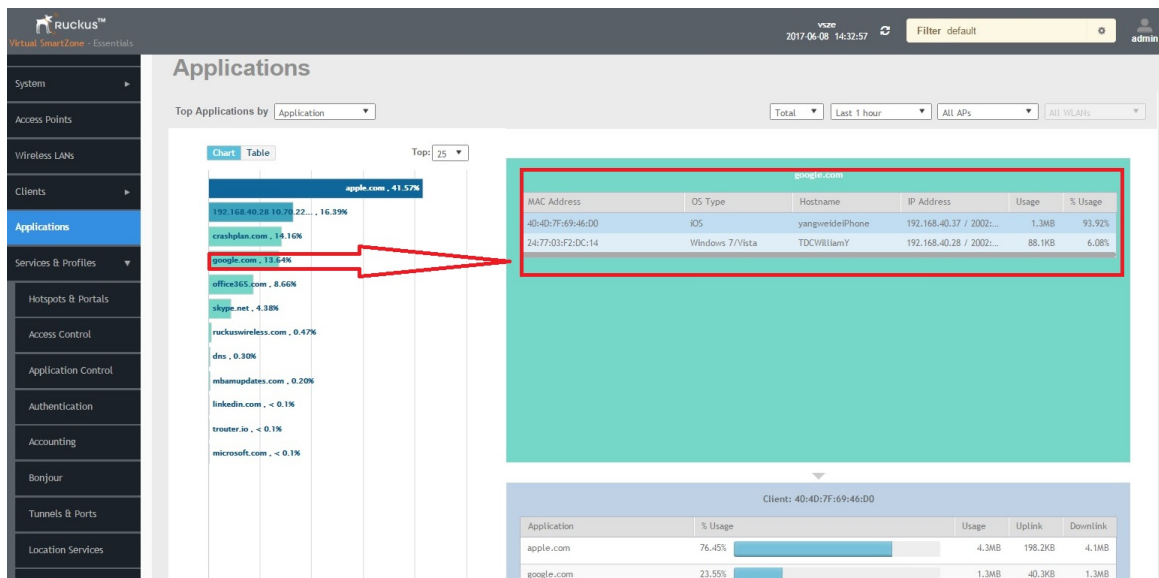 Ruckus™
Virtual SmartZone - Essentials
vsze
2017-06-08 14:32:57
Filter default
admin
System
Access Points
Wireless LANs
Clients
Applications
Services & Profiles
Hotspots & Portals
Access Control
Application Control
Authentication
Accounting
Bonjour
Tunnels & Ports
Location Services
Applications
Top Applications by Application
Total Last 1 hour All APs All WLANs
Chart Table Top: 25
apple.com , 41.57%
192.168.40.28 10.70.22... , 16.39%
crashplan.com , 14.16%
google.com , 13.64%
office365.com , 8.66%
skype.net , 4.38%
ruckuswireless.com , 0.47%
dns , 0.30%
mbamupdates.com , 0.20%
linkedin.com , < 0.1%
trouter.io , < 0.1%
microsoft.com , < 0.1%
google.com
MAC Address OS Type Hostname IP Address Usage % Usage
40:4D:7F:69:46:D0 iOS yangweideiPhone 192.168.40.37 / 2002:... 1.3MB 93.92%
24:77:03:F2:DC:14 Windows 7/Vista TDCWilliamY 192.168.40.28 / 2002:... 88.1KB 6.08%
Client: 40:4D:7F:69:46:D0
Application % Usage Usage Uplink Downlink
apple.com 76.45% 4.3MB 198.2KB 4.1MB
google.com 23.55% 1.3MB 40.3KB 1.3MB